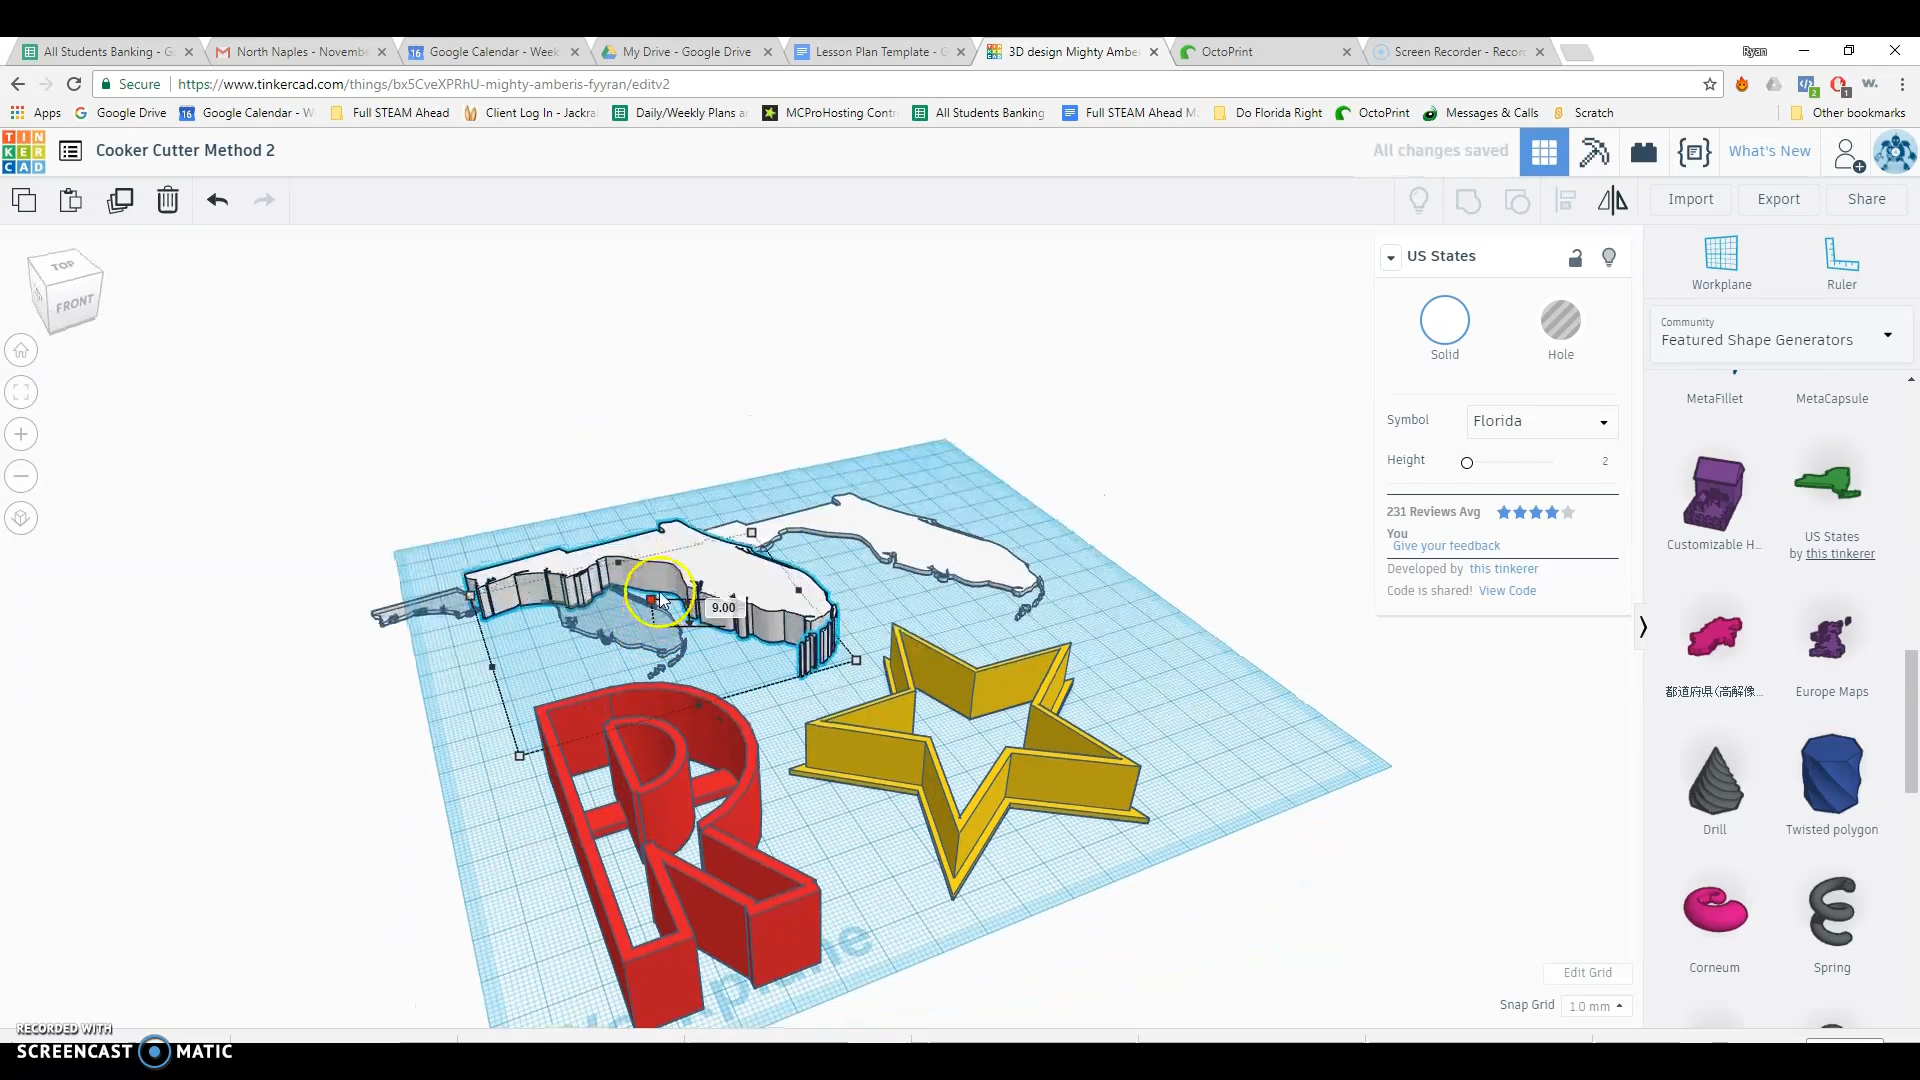 All Students Banking - G
North Naples - Novemb
16 Google Calendar - Week
My Drive - Google Drive
Lesson Plan Template - G
3D design Mighty Ambe
OctoPrint
Screen Recorder - Recor
Ryan
Secure
https://www.tinkercad.com/things/bx5CveXPRhU-mighty-amberis-fyyran/editv2
2
1
W.
Apps
Google Drive
16 Google Calendar - W
Full STEAM Ahead
Client Log In - Jackra
Daily/Weekly Plans ar
MCProHosting Contr
All Students Banking
Full STEAM Ahead M
Do Florida Right
OctoPrint
Messages & Calls
Scratch
Other bookmarks
TIN
KER
CAD
Cooker Cutter Method 2
All changes saved
What's New
Import
Export
Share
TOP
FRONT
US States
Solid
Hole
Symbol
Florida
Height
2
231 Reviews Avg
You
Give your feedback
Developed by this tinkerer
Code is shared! View Code
9.00
Workplane
Ruler
Community
Featured Shape Generators
MetaFillet
MetaCapsule
Customizable H...
US States
by this tinkerer
都道府県(高解像...
Europe Maps
Drill
Twisted polygon
Corneum
Spring
Edit Grid
Snap Grid
1.0 mm
RECORDED WITH
SCREENCAST MATIC